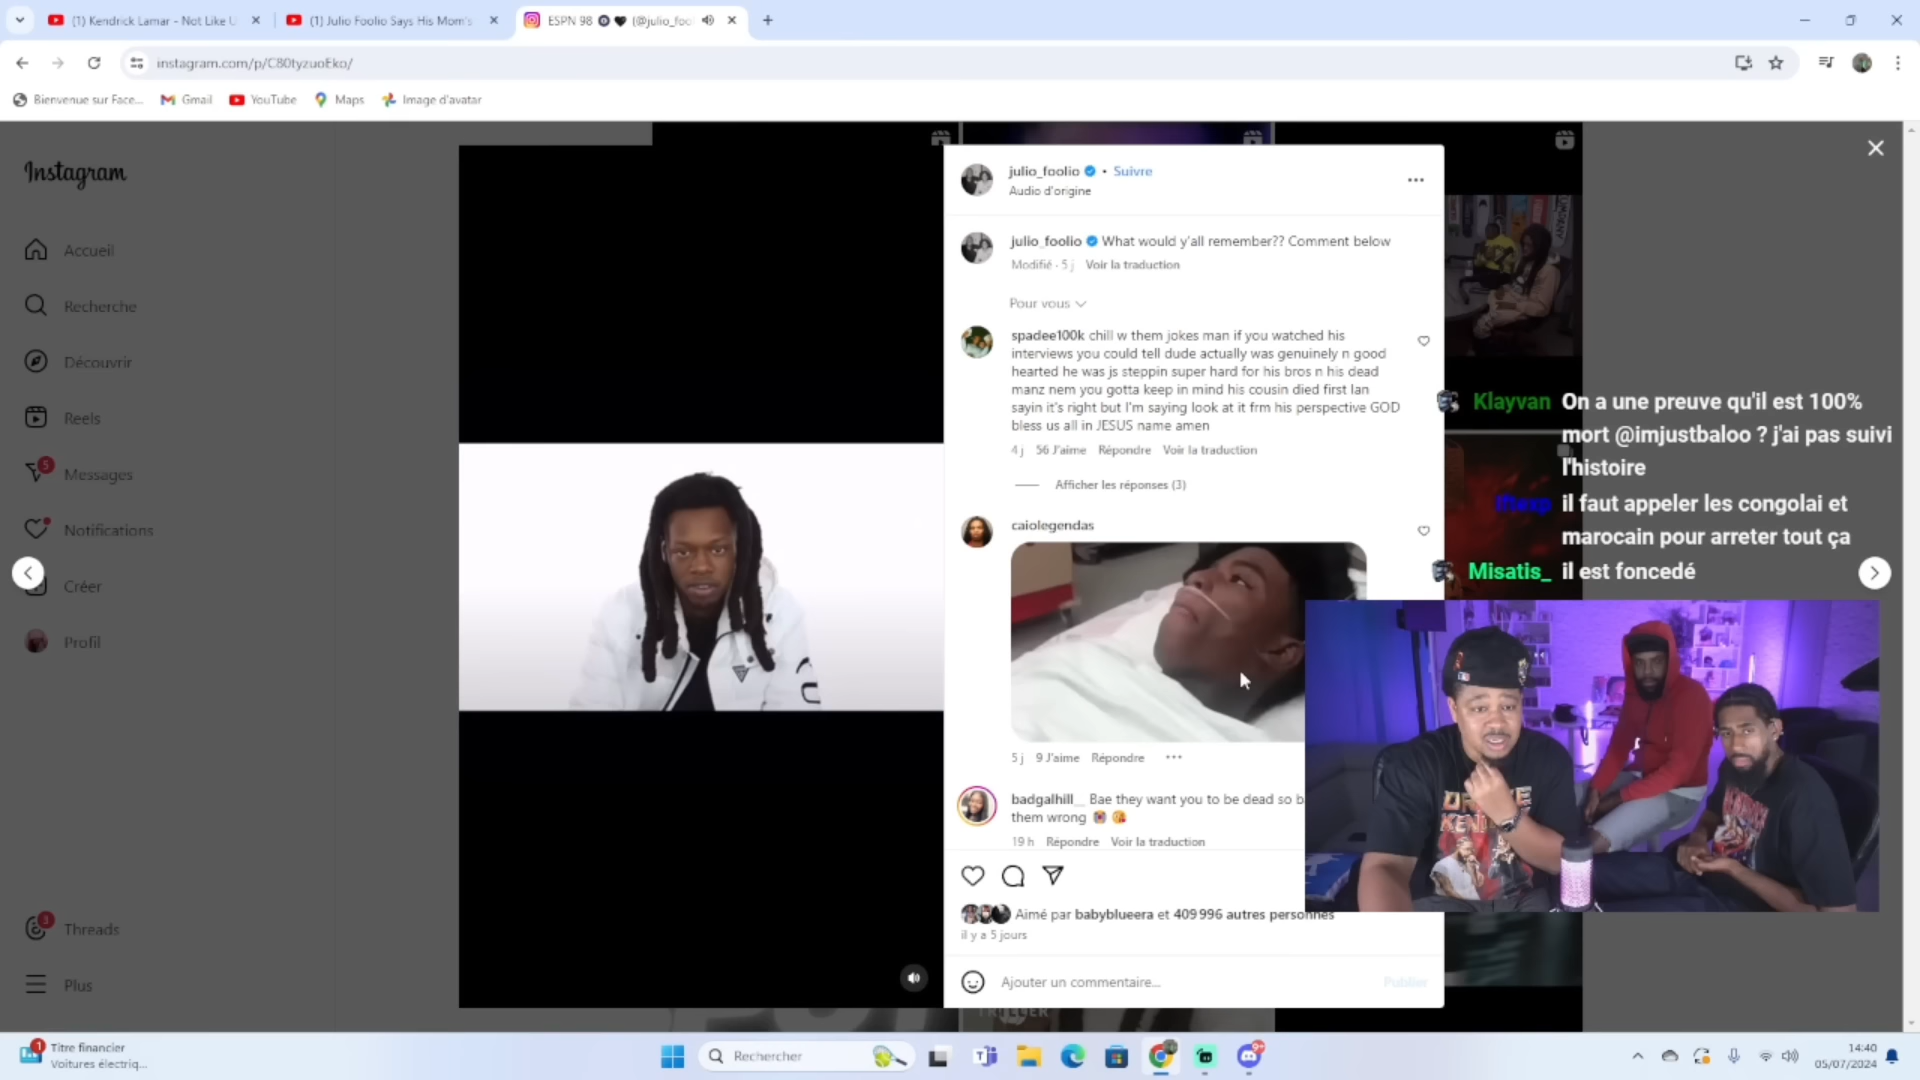 (1) Kendrick Lamar - Not Like U
(1) Julio Foolio Says His Mom's
ESPN 98 (@julio_foo
instagram.com/p/C80tyzuoEko/
Bienvenue sur Face...
Gmail
YouTube
Maps
Image d'avatar
Instagram
Accueil
Recherche
Découvrir
Reels
5
Messages
Notifications
Créer
Profil
3
Threads
Plus
julio_foolio • Suivre
Audio d'origine
julio_foolio What would y'all remember?? Comment below
Modifié · 5 j Voir la traduction
Pour vous
spadee100k chill w them jokes man if you watched his
interviews you could tell dude actually was genuinely n good
hearted he was js steppin super hard for his bros n his dead
manz nem you gotta keep in mind his cousin died first Ian
sayin it's right but I'm saying look at it frm his perspective GOD
bless us all in JESUS name amen
4 j 56 J'aime Répondre Voir la traduction
Afficher les réponses (3)
caiolegendas
5 j 9 J'aime Répondre
badgalhill__ Bae they want you to be dead so b
them wrong
19 h Répondre Voir la traduction
Aimé par babyblueera et 409 996 autres personnes
il y a 5 jours
Ajouter un commentaire...
Publier
Klayvan On a une preuve qu'il est 100%
mort @imjustbaloo ? j'ai pas suivi
l'histoire
il faut appeler les congolai et
marocain pour arreter tout ça
Misatis_ il est foncedé
1
Titre financier
Voitures électriq...
Rechercher
9+
14:40
05/07/2024